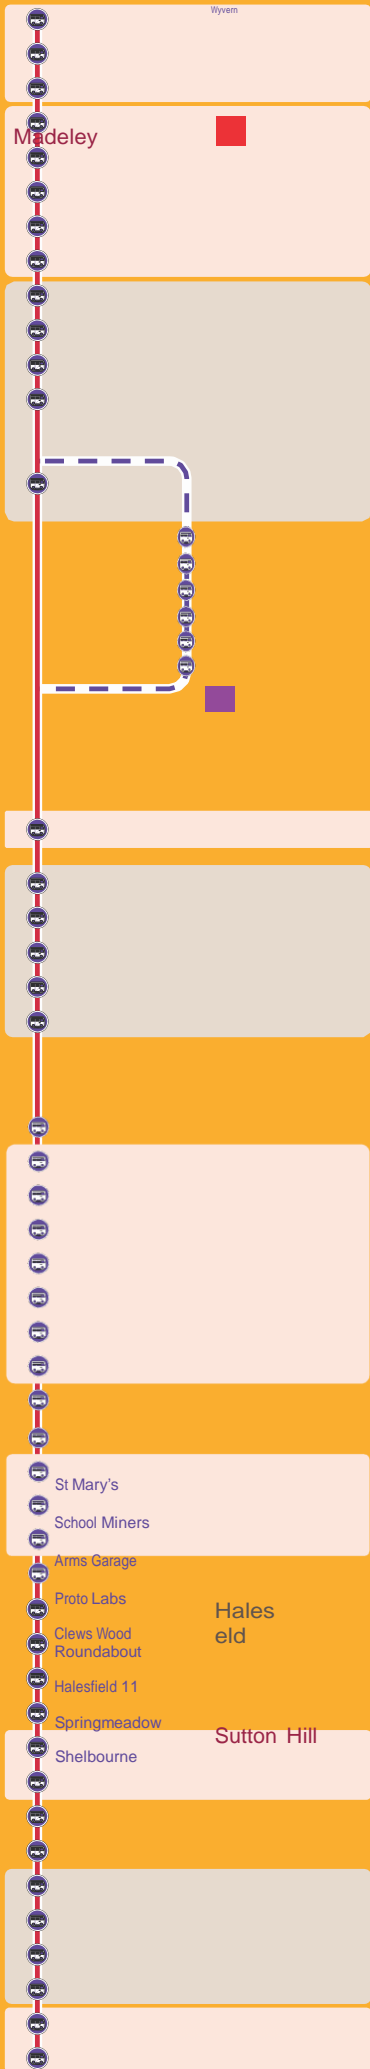 Wyvern
Madeley
St Mary's
School Miners
Arms Garage
Proto Labs
Clews Wood
Roundabout
Halesfield 11
Springmeadow
Shelbourne
Hales
eld
Sutton Hill